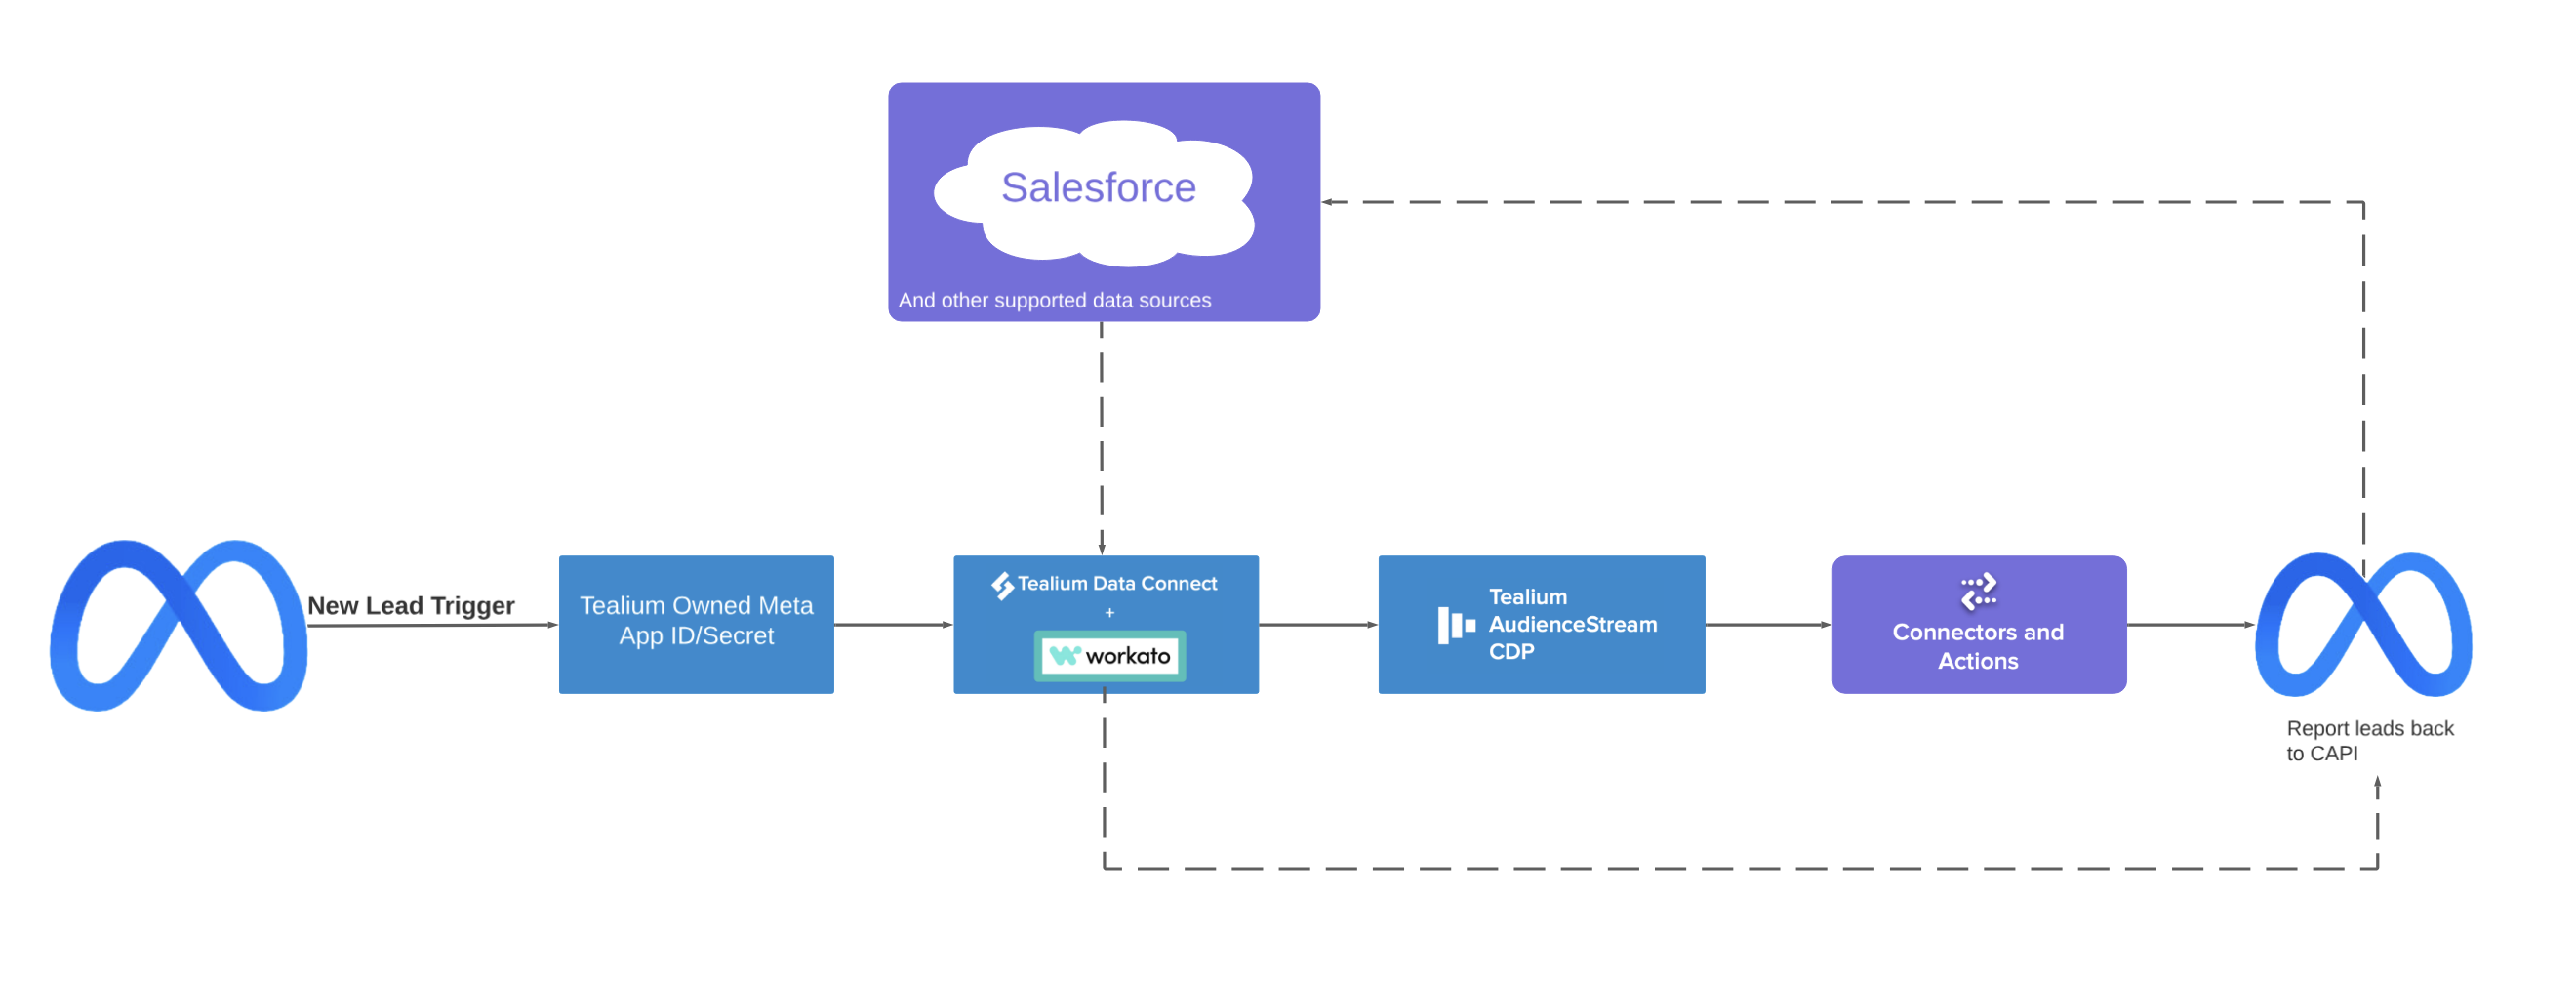 Salesforce
And other supported data sources
New Lead Trigger
Tealium Owned Meta
App ID/Secret
Tealium Data Connect
+
workato
Tealium
AudienceStream
CDP
Connectors and
Actions
Report leads back
to CAPI